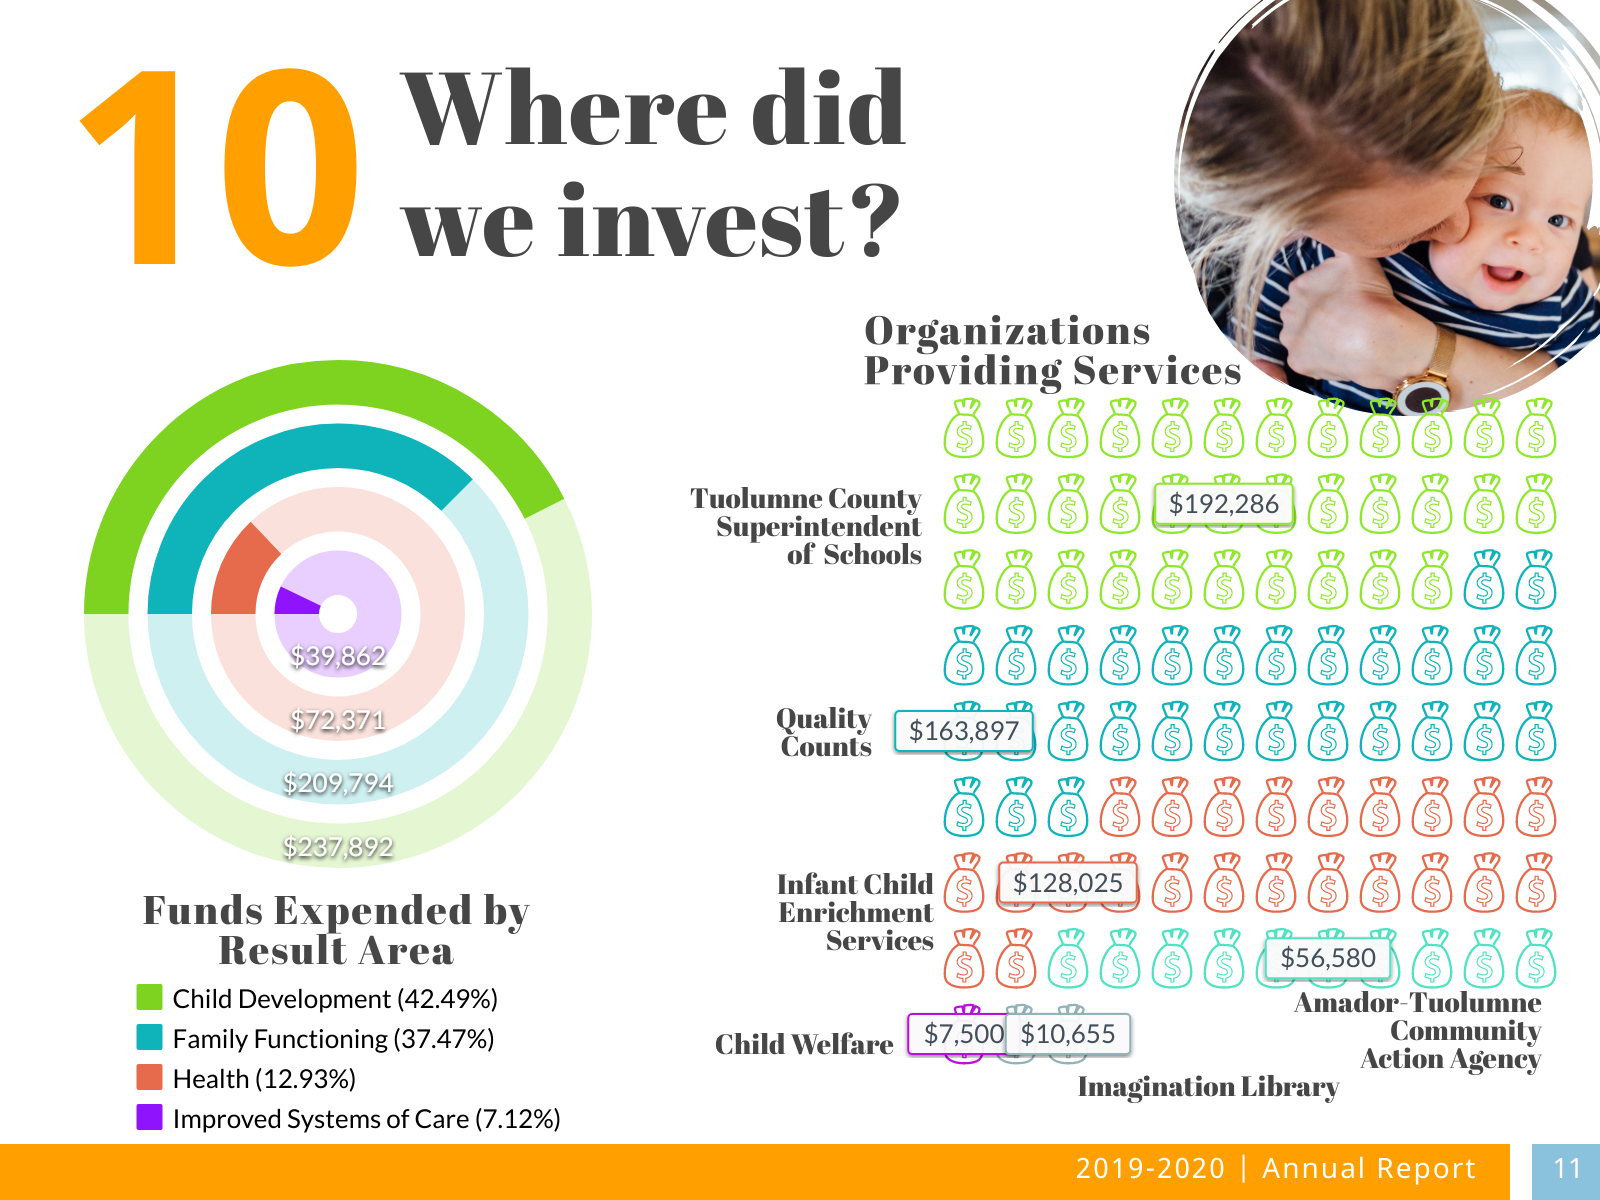 10
Where did
we invest?
Organizations
Providing Services
Tuolumne County
Superintendent
of Schools
$192,286
Quality
Counts
$163,897
Infant Child
Enrichment
Services
$128,025
$56,580
Amador-Tuolumne
Community
Action Agency
Child Welfare
$7,500
$10,655
Imagination Library
$39,862
$72,371
$209,794
$237,892
Funds Expended by
Result Area
Child Development (42.49%)
Family Functioning (37.47%)
Health (12.93%)
Improved Systems of Care (7.12%)
2019-2020 | Annual Report
11